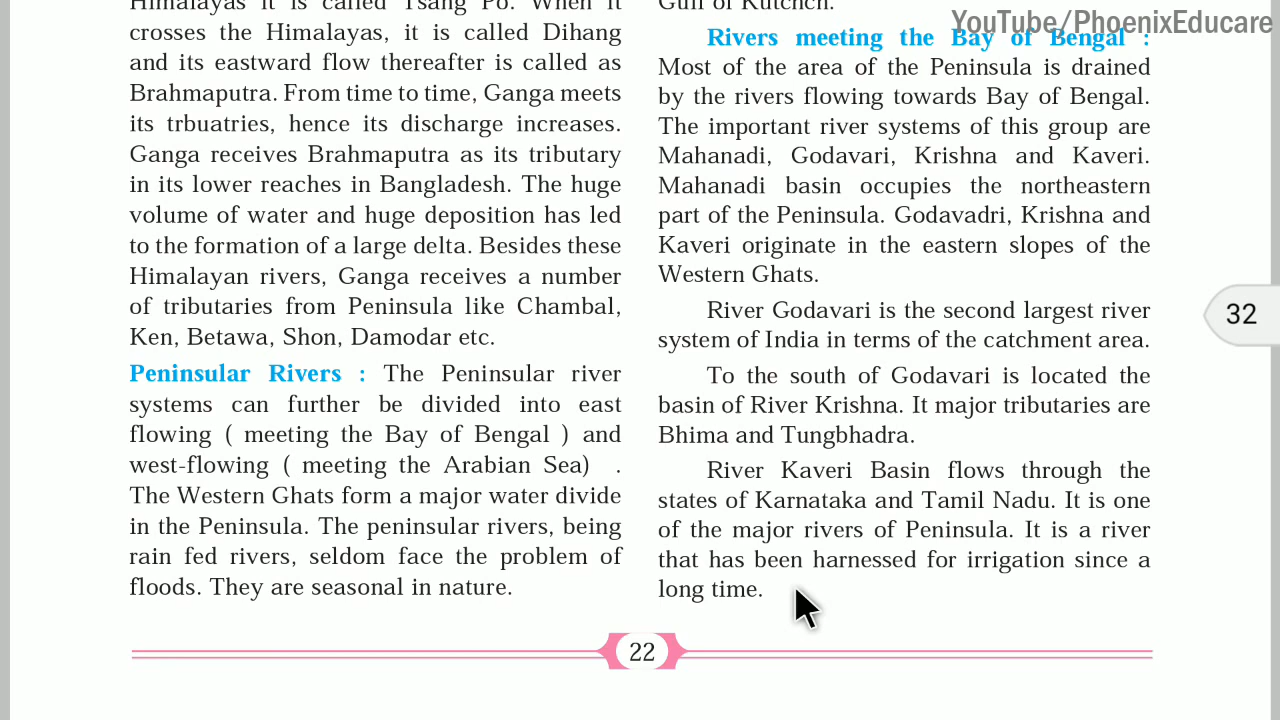 Himalayas it is called Tsang Po. When it
crosses the Himalayas, it is called Dihang
and its eastward flow thereafter is called as
Brahmaputra. From time to time, Ganga meets
its trbuatries, hence its discharge increases.
Ganga receives Brahmaputra as its tributary
in its lower reaches in Bangladesh. The huge
volume of water and huge deposition has led
to the formation of a large delta. Besides these
Himalayan rivers, Ganga receives a number
of tributaries from Peninsula like Chambal,
Ken, Betawa, Shon, Damodar etc.
Peninsular Rivers : The Peninsular river
systems can further be divided into east
flowing ( meeting the Bay of Bengal ) and
west-flowing ( meeting the Arabian Sea) .
The Western Ghats form a major water divide
in the Peninsula. The peninsular rivers, being
rain fed rivers, seldom face the problem of
floods. They are seasonal in nature.
Gulf of Kutchch.
YouTube/PhoenixEducare
Rivers meeting the Bay of Bengal :
Most of the area of the Peninsula is drained
by the rivers flowing towards Bay of Bengal.
The important river systems of this group are
Mahanadi, Godavari, Krishna and Kaveri.
Mahanadi basin occupies the northeastern
part of the Peninsula. Godavadri, Krishna and
Kaveri originate in the eastern slopes of the
Western Ghats.
River Godavari is the second largest river
system of India in terms of the catchment area.
To the south of Godavari is located the
basin of River Krishna. It major tributaries are
Bhima and Tungbhadra.
River Kaveri Basin flows through the
states of Karnataka and Tamil Nadu. It is one
of the major rivers of Peninsula. It is a river
that has been harnessed for irrigation since a
long time.
32
22